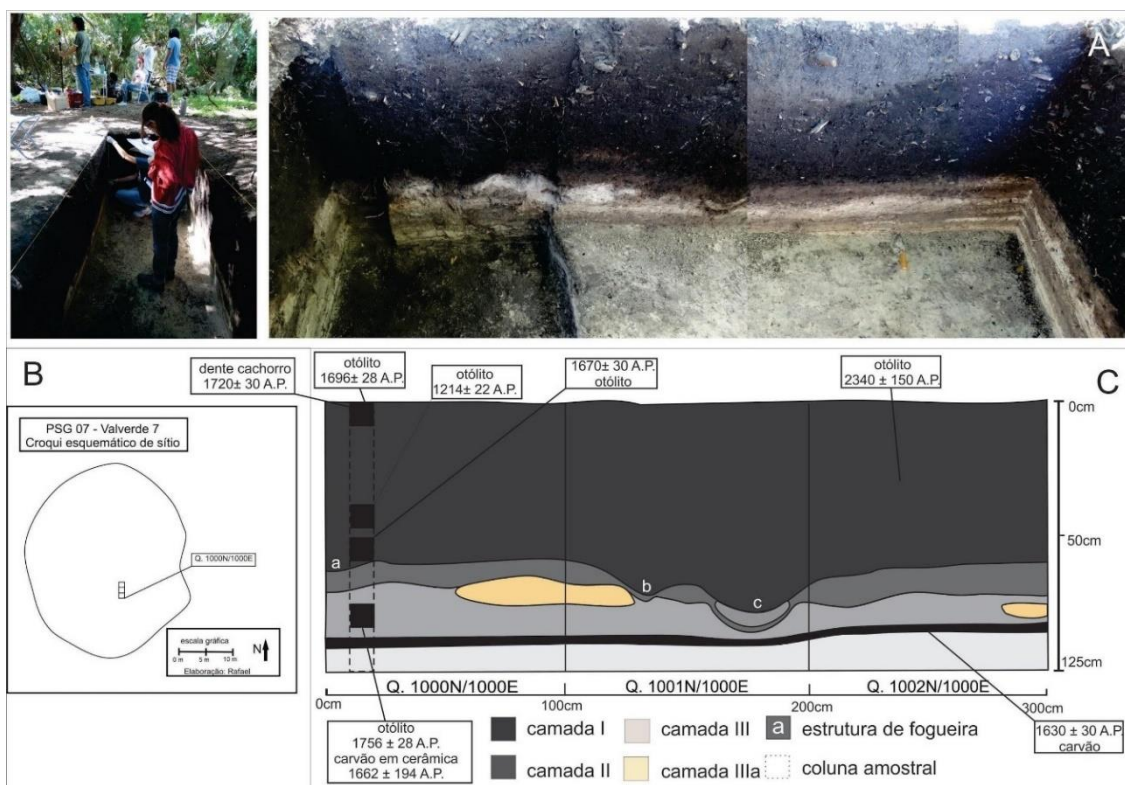 A
B
PSG 07 - Valverde 7
Croqui esquemático de sítio
Q. 1000N/1000E
escala gráfica
0 m 5 m 10 m
N
Elaboração: Rafael
C
dente cachorro
1720± 30 A.P.
otólito
1696± 28 A.P.
otólito
1214± 22 A.P.
1670± 30 A.P.
otólito
otólito
2340 ± 150 A.P.
0cm
50cm
125cm
a
b
c
Q. 1000N/1000E
Q. 1001N/1000E
Q. 1002N/1000E
0cm
100cm
200cm
300cm
otólito
1756 ± 28 A.P.
carvão em cerâmica
1662 ± 194 A.P.
1630 ± 30 A.P.
carvão
camada I
camada III
a estrutura de fogueira
camada II
camada IIIa
coluna amostral